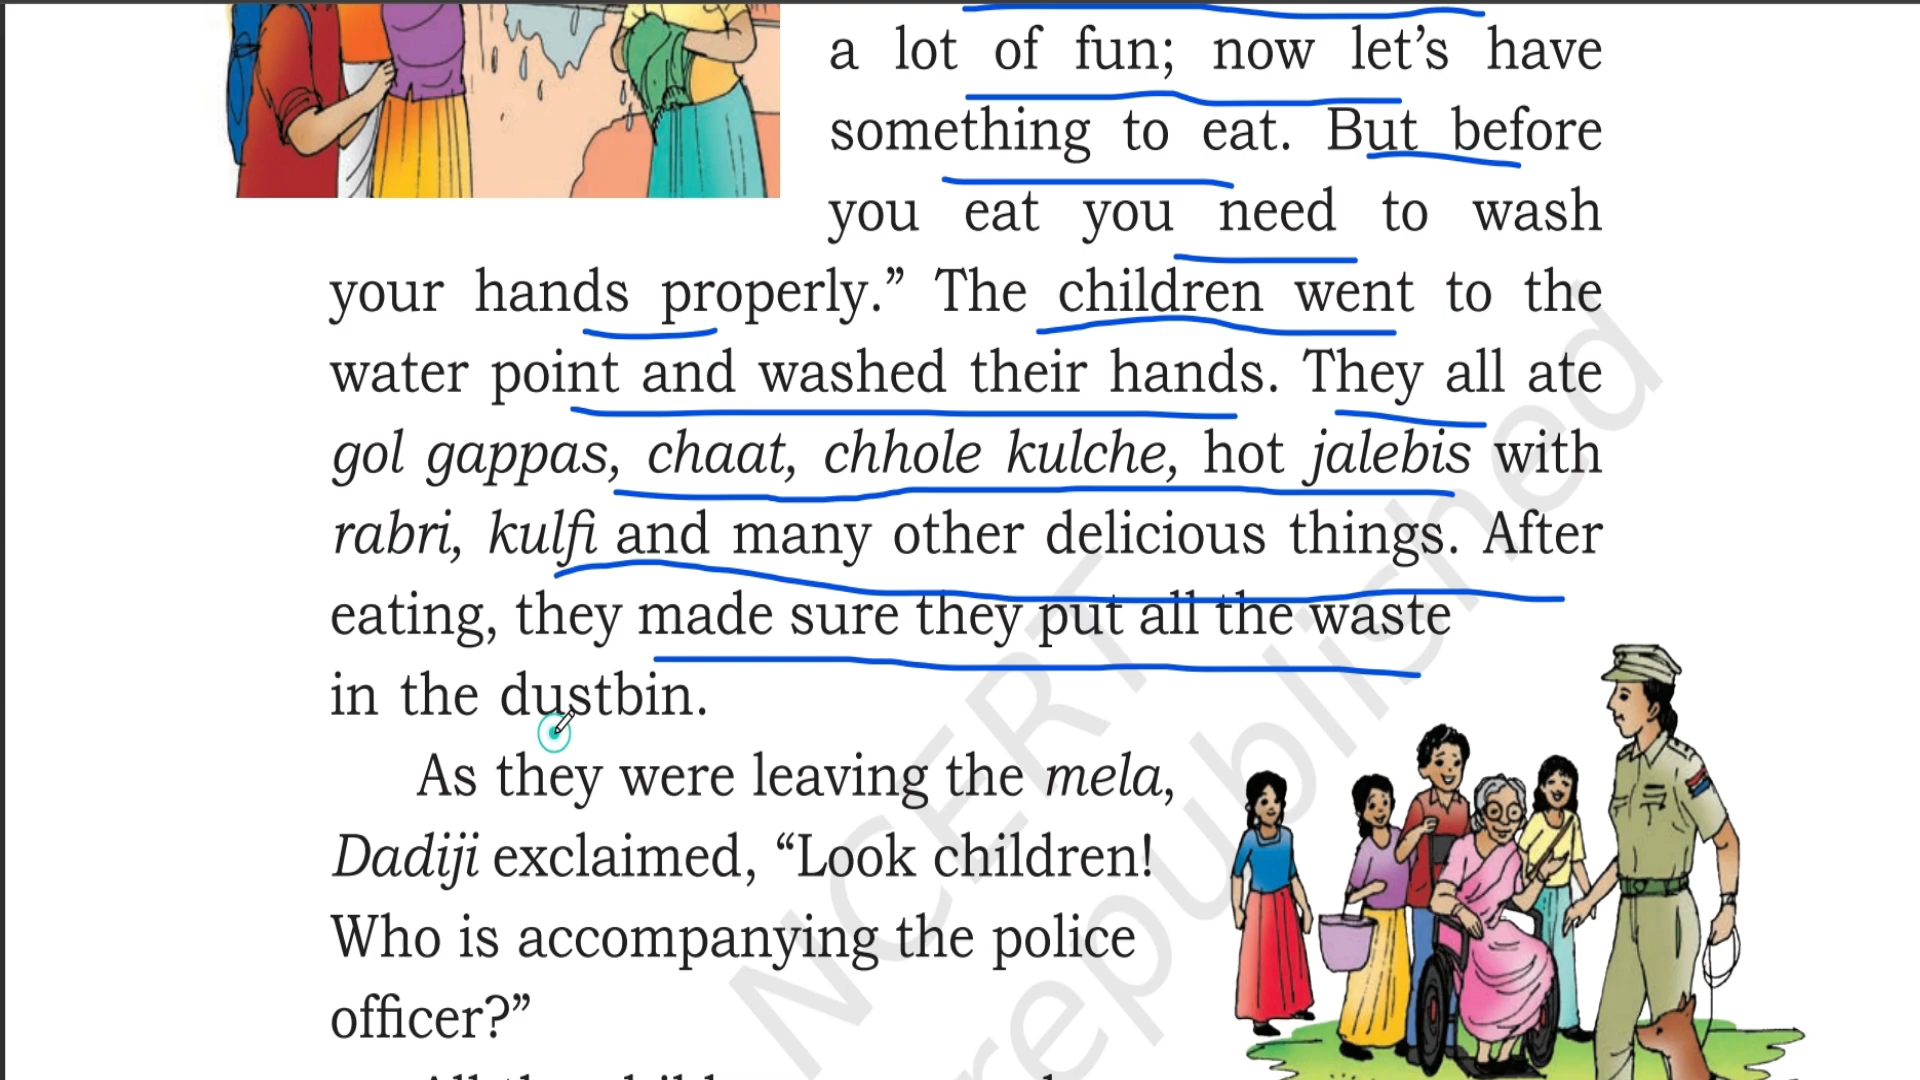 a lot of fun; now let’s have
something to eat. But before
you eat you need to wash
your hands properly.” The children went to the
water point and washed their hands. They all ate
gol gappas, chaat, chhole kulche, hot jalebis with
rabri, kulfi and many other delicious things. After
eating, they made sure they put all the waste
in the dustbin.
As they were leaving the mela,
Dadiji exclaimed, “Look children!
Who is accompanying the police
officer?”
NCERT
republished